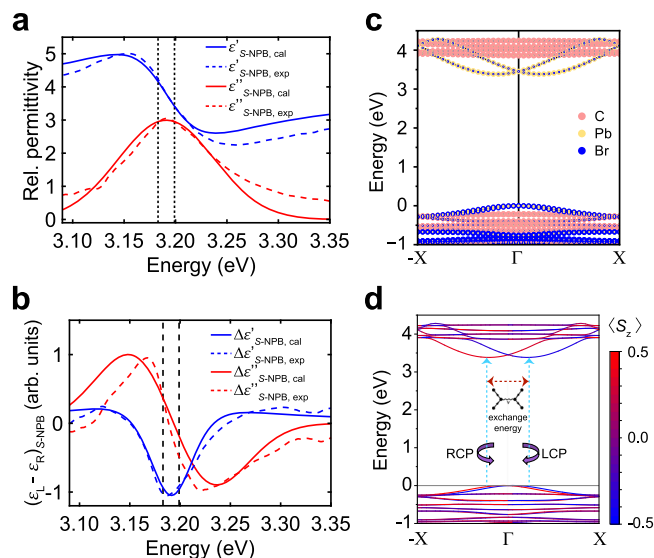 a
Rel. permittivity
5
4
3
2
1
0
ε'S-NPB, cal
ε'S-NPB, exp
ε''S-NPB, cal
ε''S-NPB, exp
3.10 3.15 3.20 3.25 3.30 3.35
Energy (eV)
b
(εL – εR)S-NPB (arb. units)
1
0
-1
Δε'S-NPB, cal
Δε'S-NPB, exp
Δε''S-NPB, cal
Δε''S-NPB, exp
3.10 3.15 3.20 3.25 3.30 3.35
Energy (eV)
c
Energy (eV)
4
3
2
1
0
-1
C
Pb
Br
-X Γ X
d
⟨Sz⟩
Energy (eV)
4
3
2
1
0
-1
exchange
energy
RCP LCP
-X Γ X
0.5
0.0
-0.5